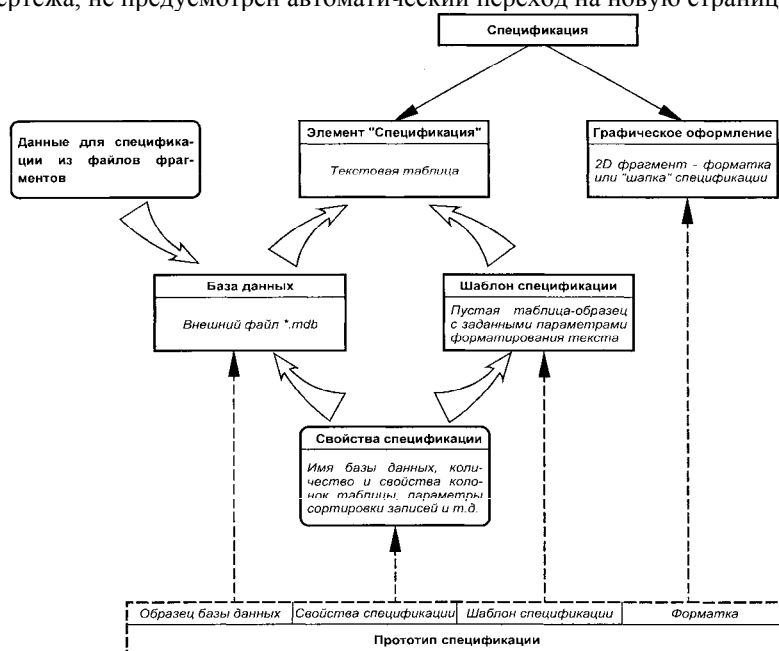 ертежа, не предусмотрен автоматический переход на новую страниц
Спецификация
Данные для специфика-
ции из файлов фраг-
ментов
Элемент "Спецификация"
Текстовая таблица
Графическое оформление
2D фрагмент - форматка
или "шапка" спецификации
База данных
Внешний файл *.mdb
Шаблон спецификации
Пустая таблица-образец
с заданными параметрами
форматирования текста
Свойства спецификации
Имя базы данных, коли-
чество и свойства коло-
нок таблицы, параметры
сортировки записей и т.д.
Образец базы данных Свойства спецификации Шаблон спецификации Форматка
Прототип спецификации